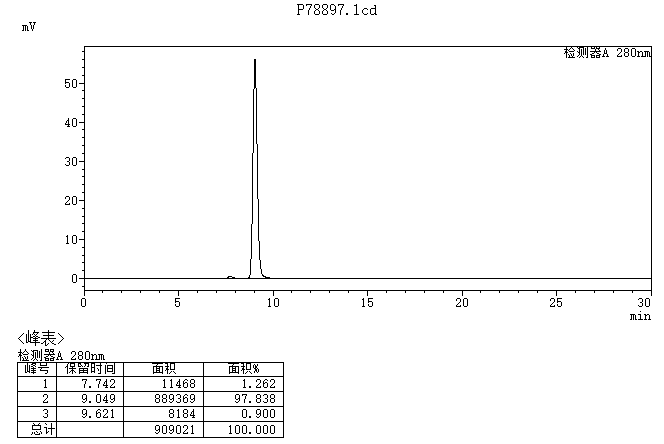 P78897.lcd
mV
检测器A 280nm
50
40
30
20
10
0
0 5 10 15 20 25 30
min
<峰表>
检测器A 280nm
峰号 保留时间 面积 面积%
1 7.742 11468 1.262
2 9.049 889369 97.838
3 9.621 8184 0.900
总计 909021 100.000